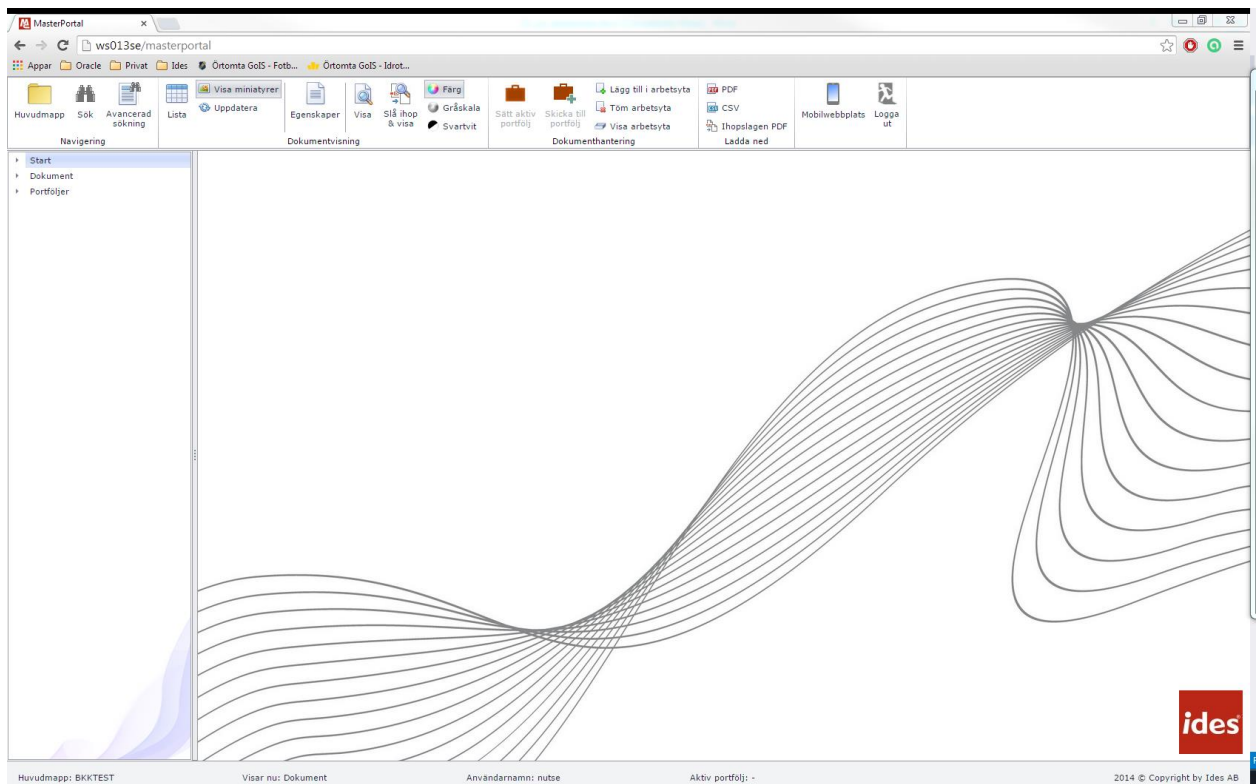 MasterPortal
ws013se/masterportal
Appar Oracle Privat Ides Örtomta GoIS - Fotb... Örtomta GoIS - Idrot...
Huvudmapp
Sök
Avancerad
sökning
Navigering
Lista
Visa miniatyrer
Uppdatera
Egenskaper
Visa
Slå ihop
& visa
Färg
Gråskala
Svartvit
Dokumentvisning
Sätt aktiv
portfölj
Skicka till
portfölj
Lägg till i arbetsyta
Töm arbetsyta
Visa arbetsyta
Dokumenthantering
PDF
CSV
Ihopslagen PDF
Ladda ned
Mobilwebbplats
Logga
ut
Start
Dokument
Portföljer
ides
Huvudmapp: BKKTEST Visar nu: Dokument Användarnamn: nutse Aktiv portfölj: - 2014 © Copyright by Ides AB